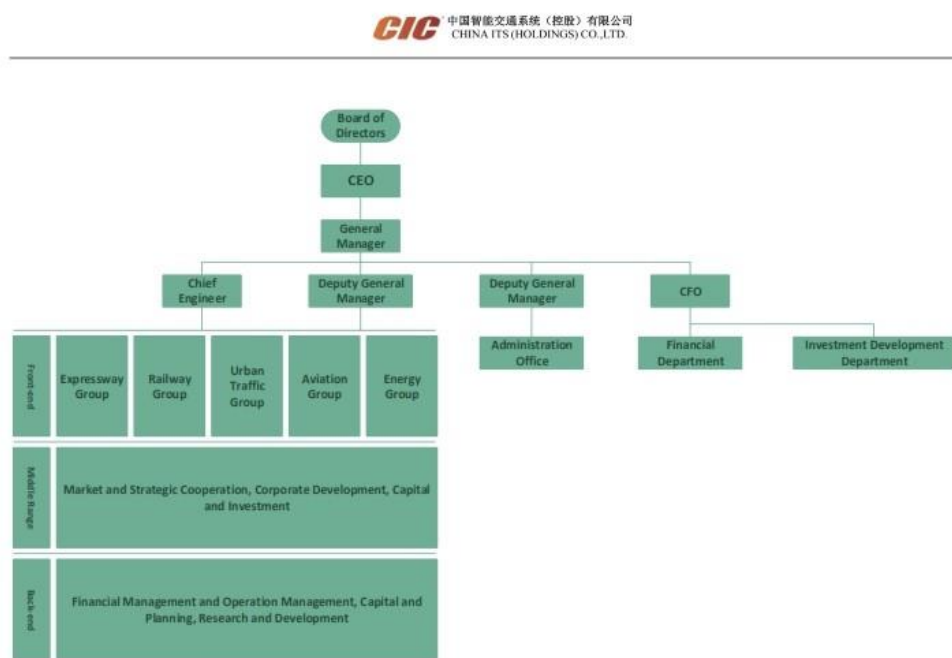 CIC 中国智能交通系统（控股）有限公司
CHINA ITS (HOLDINGS) CO.,LTD.
Board of
Directors
CEO
General
Manager
Chief
Engineer
Deputy General
Manager
Deputy General
Manager
CFO
Administration
Office
Financial
Department
Investment Development
Department
Front-end
Expressway
Group
Railway
Group
Urban
Traffic
Group
Aviation
Group
Energy
Group
Middle Range
Market and Strategic Cooperation, Corporate Development, Capital
and Investment
Back-end
Financial Management and Operation Management, Capital and
Planning, Research and Development